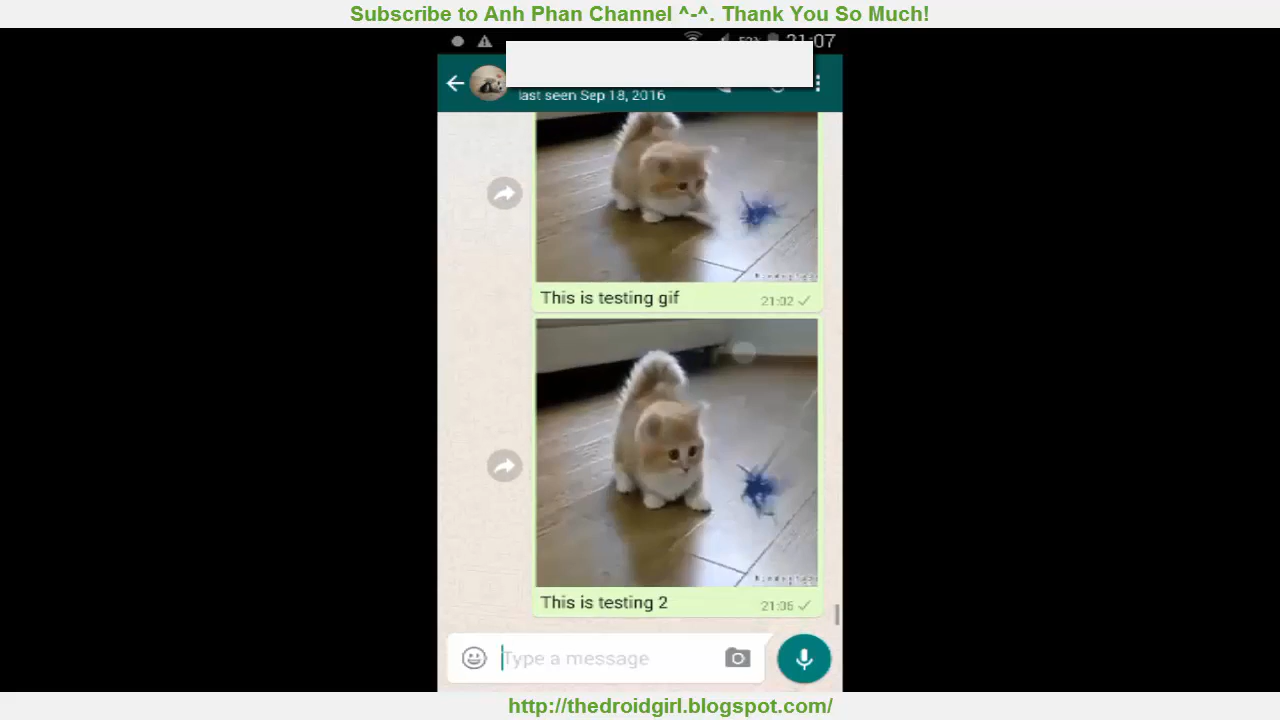 Subscribe to Anh Phan Channel ^-^. Thank You So Much!
21:07
last seen Sep 18, 2016
This is testing gif
21:02
This is testing 2
21:06
Type a message
http://thedroidgirl.blogspot.com/